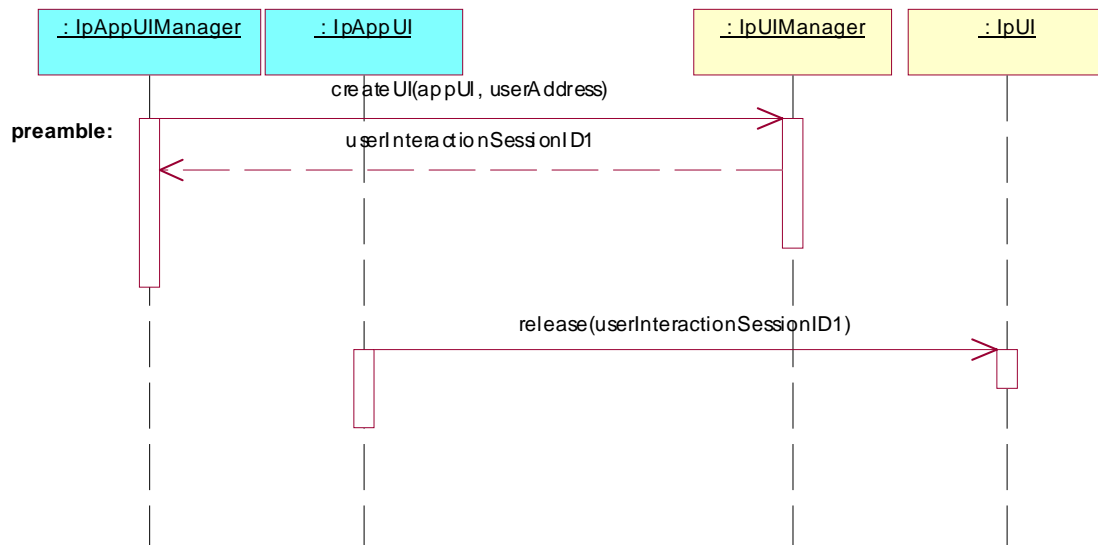 : IpAppUIManager
: IpAppUI
: IpUIManager
: IpUI
createUI(appUI, userAddress)
preamble:
userInteractionSessionID1
release(userInteractionSessionID1)